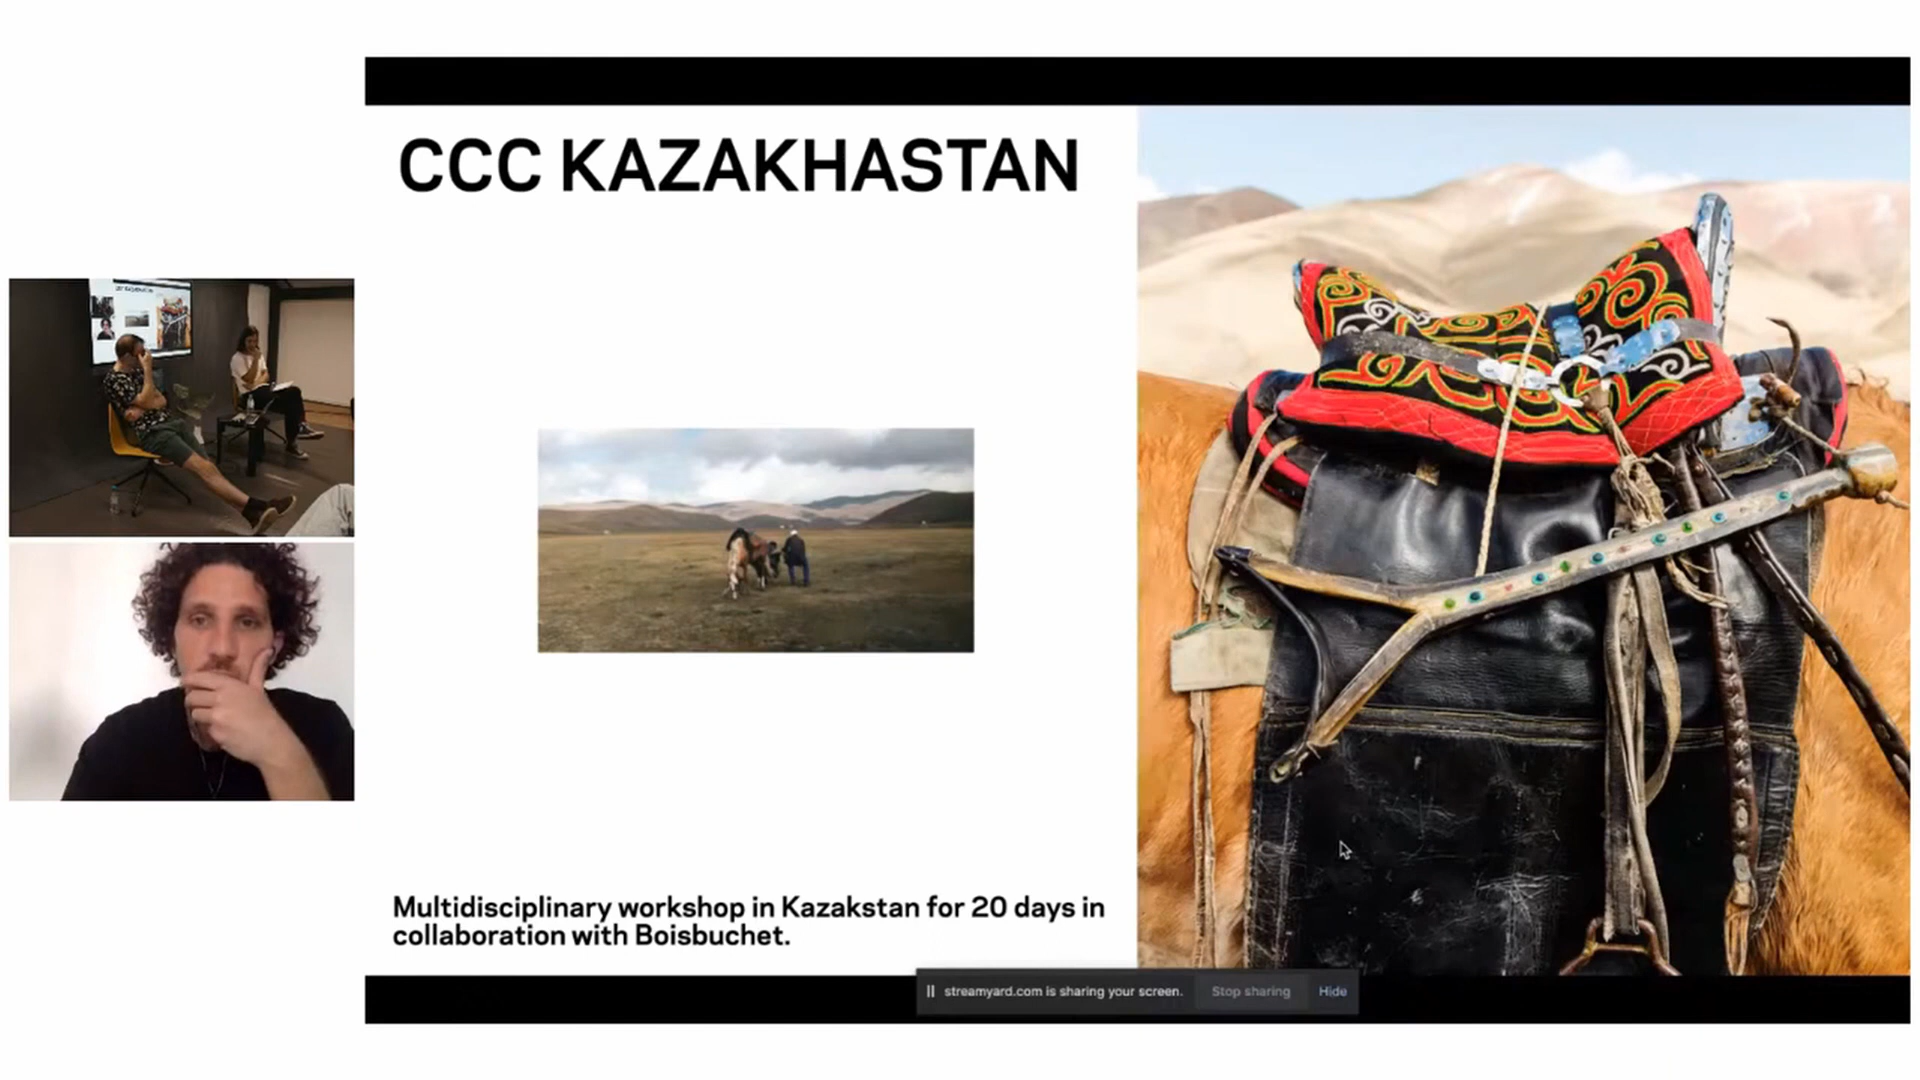 CCC KAZAKHASTAN
Multidisciplinary workshop in Kazakstan for 20 days in
collaboration with Boisbuchet.
streamyard.com is sharing your screen.
Stop sharing
Hide